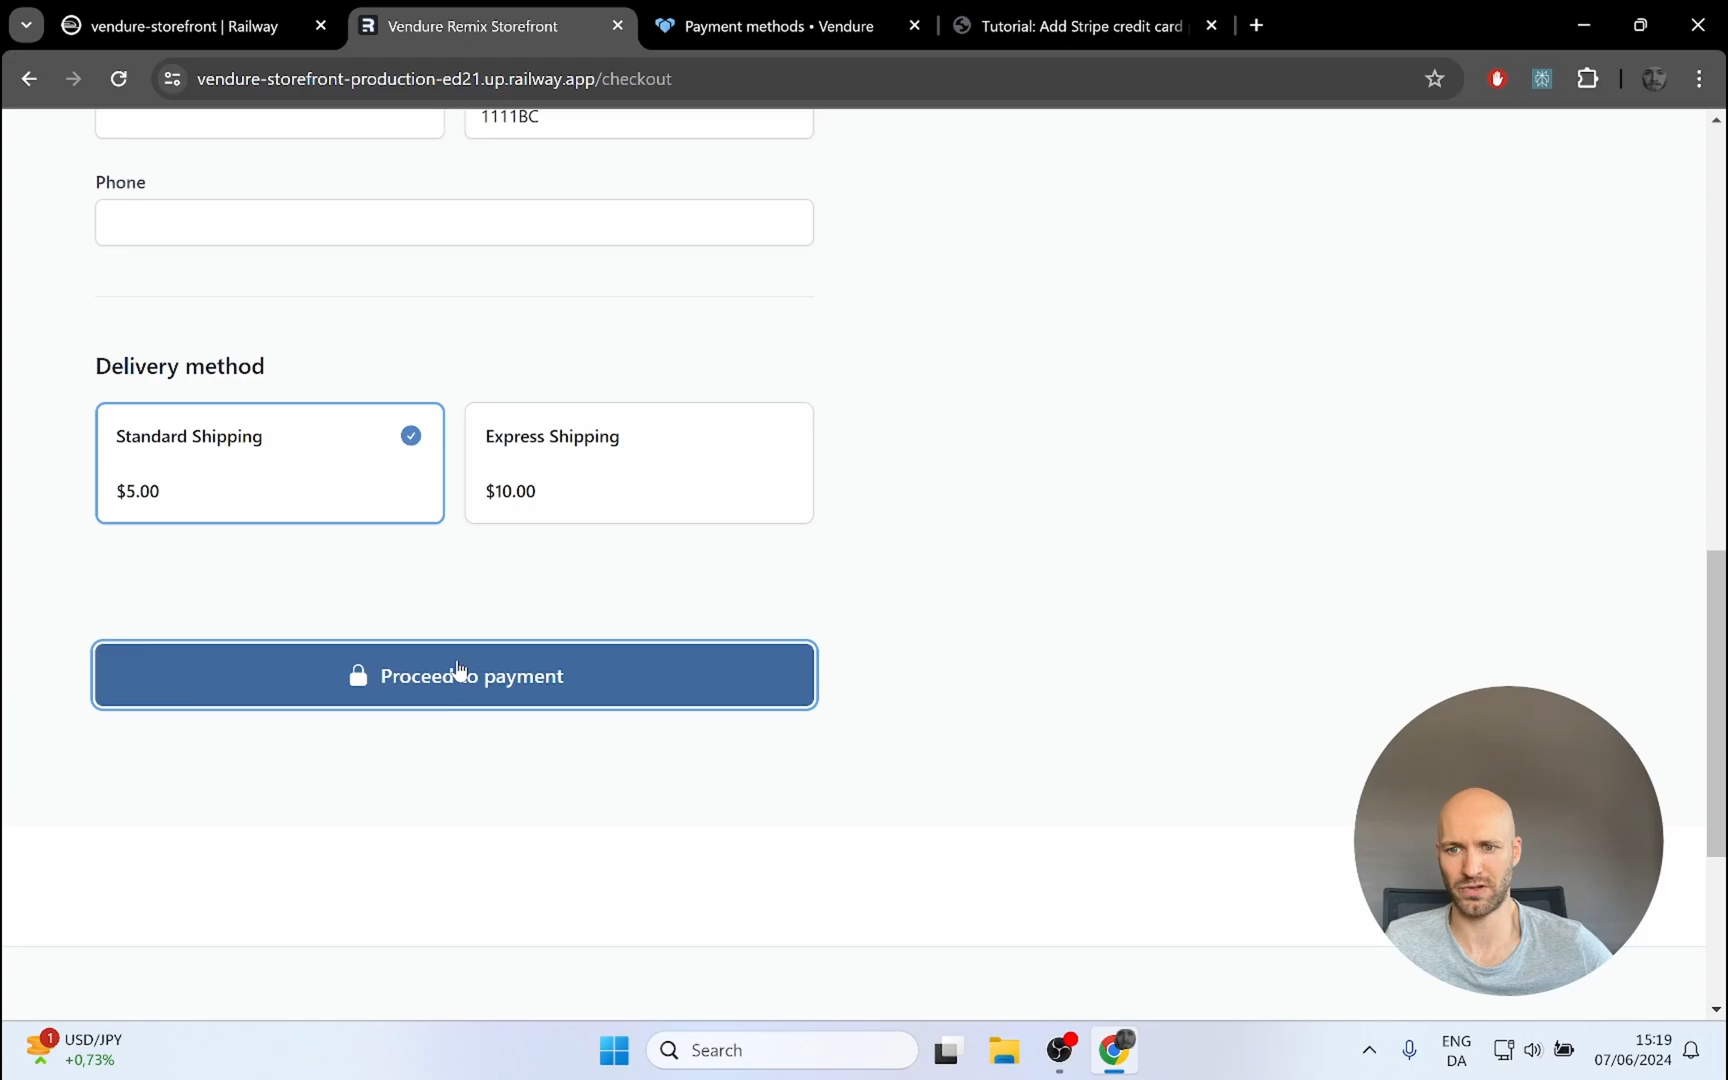 vendure-storefront | Railway
Vendure Remix Storefront
Payment methods • Vendure
Tutorial: Add Stripe credit card
vendure-storefront-production-ed21.up.railway.app/checkout
1111BC
Phone
Delivery method
Standard Shipping
$5.00
Express Shipping
$10.00
Proceed to payment
1
USD/JPY
+0,73%
Search
ENG
DA
15:19
07/06/2024